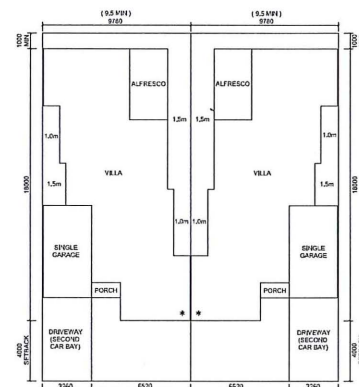 ( 9,5 MIN )
9780
( 9,5 MIN )
9780
1000
MIN
1000
ALFRESCO
ALFRESCO
1,5m
1,5m
1,0m
1,0m
VILLA
VILLA
1,5m
1,5m
18000
18000
1,0m
1,0m
SINGLE
GARAGE
SINGLE
GARAGE
PORCH
PORCH
*
*
DRIVEWAY
(SECOND
CAR BAY)
DRIVEWAY
(SECOND
CAR BAY)
4000
SETBACK
4000
3260
6520
6520
3260